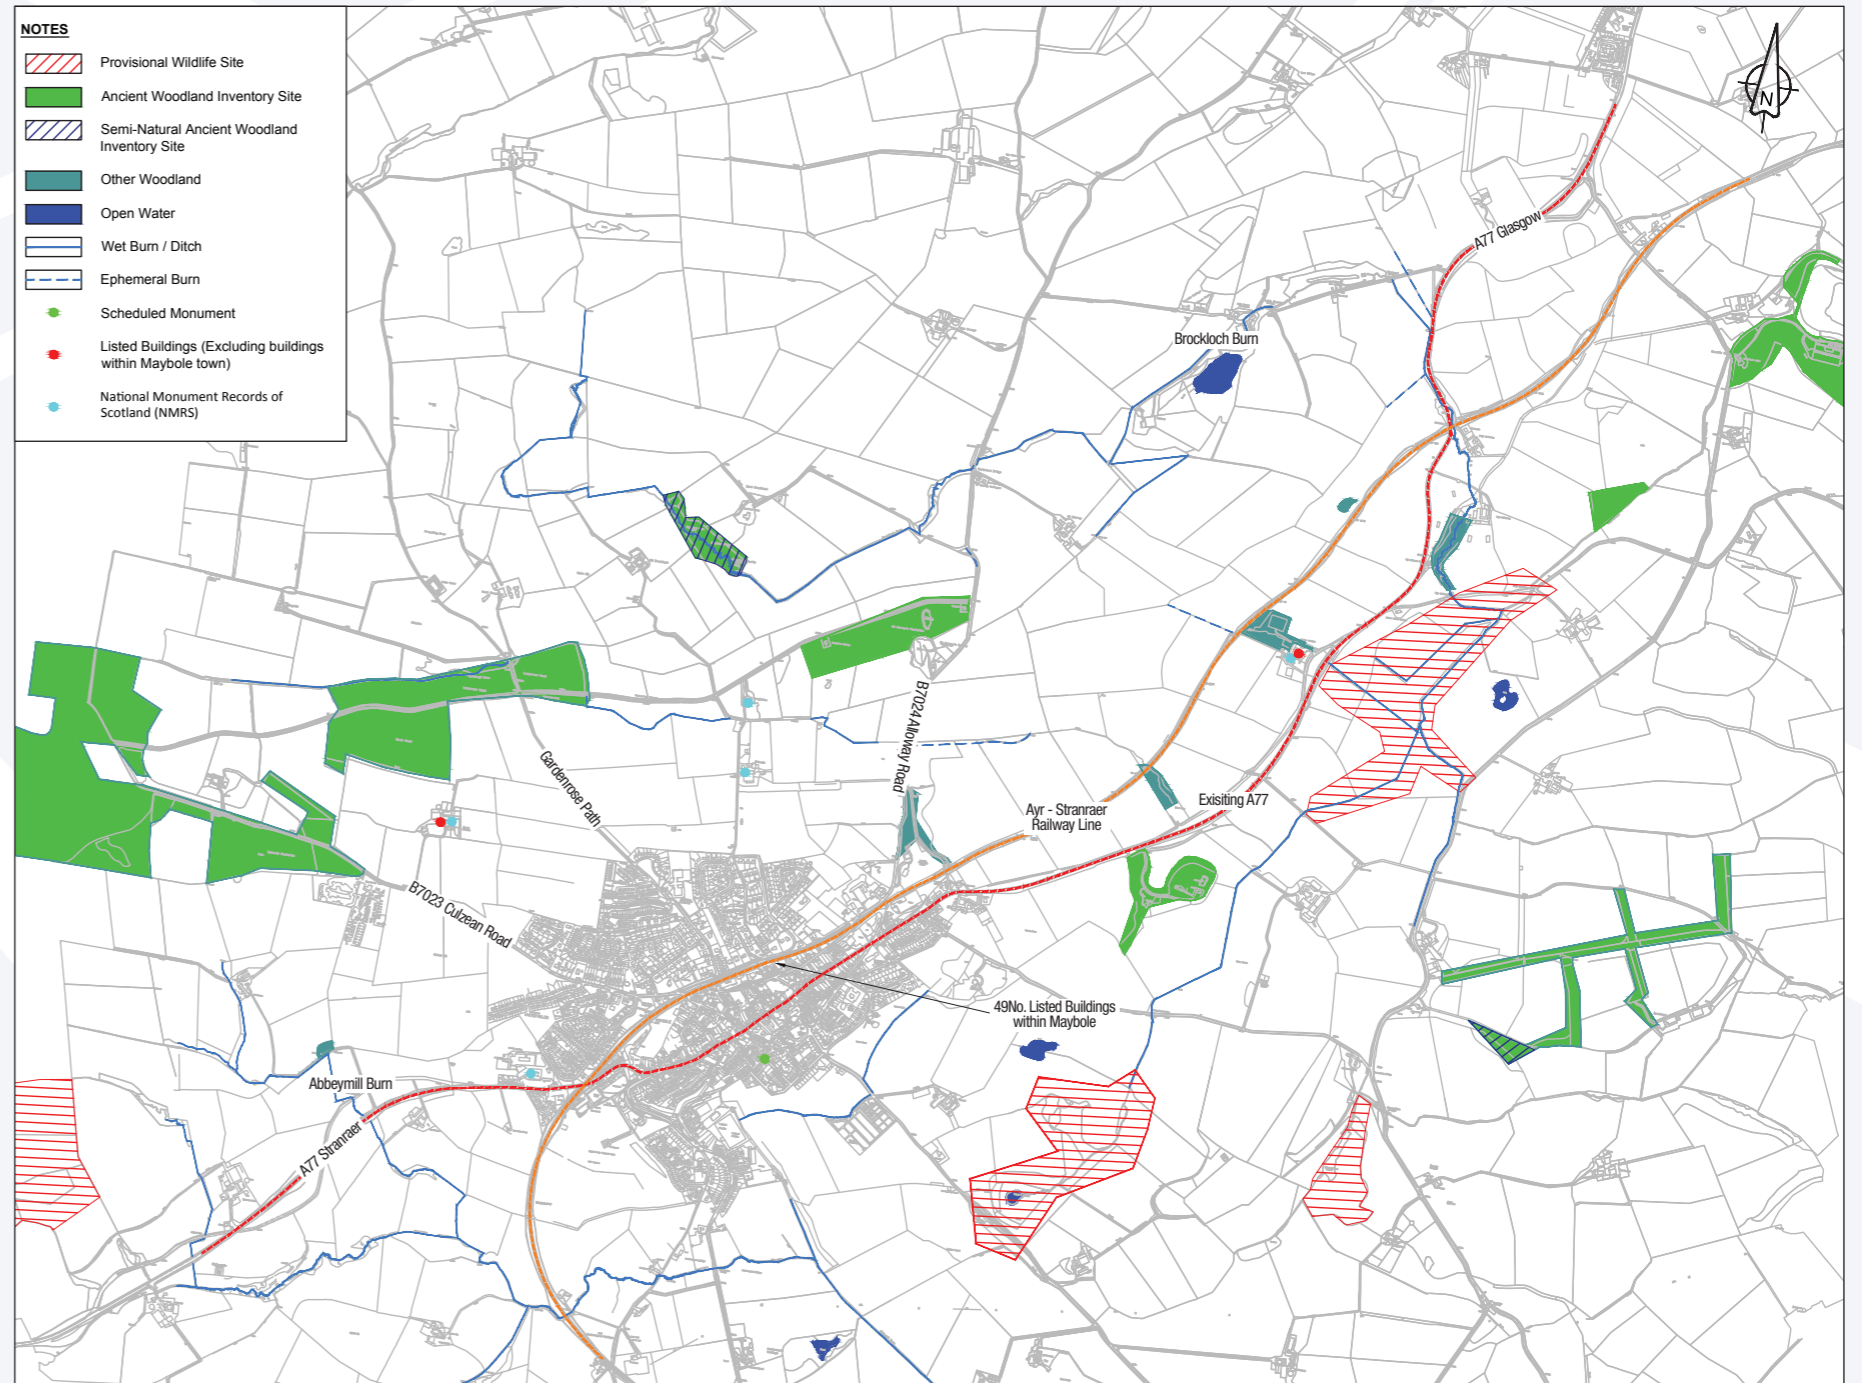 NOTES
Provisional Wildlife Site
Ancient Woodland Inventory Site
Semi-Natural Ancient Woodland
Inventory Site
Other Woodland
Open Water
Wet Burn / Ditch
Ephemeral Burn
Scheduled Monument
Listed Buildings (Excluding buildings
within Maybole town)
National Monument Records of
Scotland (NMRS)
N
A77 Glasgow
Brockloch Burn
B7024 Alloway Road
Gardenrose Path
Ayr - Stranraer
Railway Line
Exisiting A77
B7023 Culzean Road
49No. Listed Buildings
within Maybole
Abbeymill Burn
A77 Stranraer